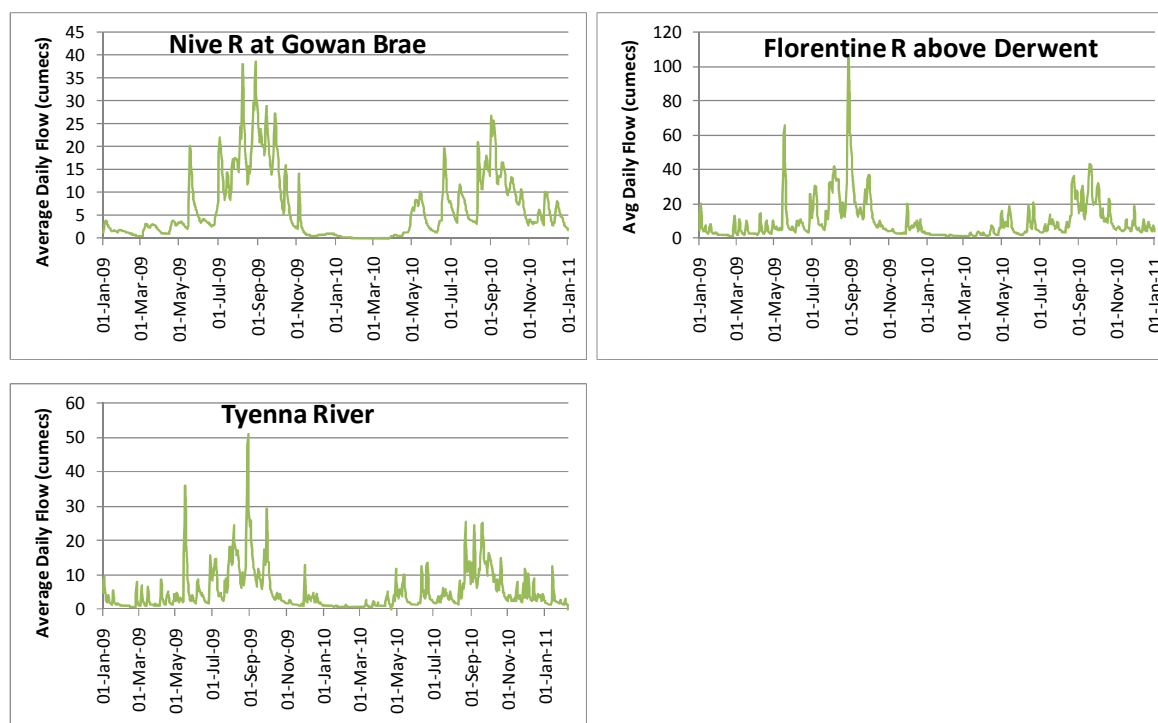 Nive R at Gowan Brae
Average Daily Flow (cumecs)
45
40
35
30
25
20
15
10
5
0
01-Jan-09
01-Mar-09
01-May-09
01-Jul-09
01-Sep-09
01-Nov-09
01-Jan-10
01-Mar-10
01-May-10
01-Jul-10
01-Sep-10
01-Nov-10
01-Jan-11
Florentine R above Derwent
Avg Daily Flow (cumecs)
120
100
80
60
40
20
0
01-Jan-09
01-Mar-09
01-May-09
01-Jul-09
01-Sep-09
01-Nov-09
01-Jan-10
01-Mar-10
01-May-10
01-Jul-10
01-Sep-10
01-Nov-10
01-Jan-11
Tyenna River
Average Daily Flow (cumecs)
60
50
40
30
20
10
0
01-Jan-09
01-Mar-09
01-May-09
01-Jul-09
01-Sep-09
01-Nov-09
01-Jan-10
01-Mar-10
01-May-10
01-Jul-10
01-Sep-10
01-Nov-10
01-Jan-11